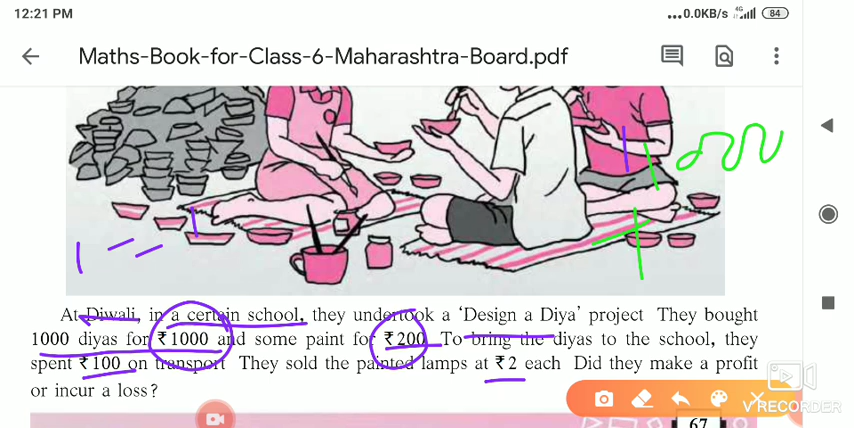 12:21 PM ...0.0KB/s 4G 84
Maths-Book-for-Class-6-Maharashtra-Board.pdf
At Diwali, in a certain school, they undertook a ‘Design a Diya’ project They bought
1000 diyas for ₹1000 and some paint for ₹200 To bring the diyas to the school, they
spent ₹100 on transport They sold the painted lamps at ₹2 each Did they make a profit
or incur a loss?
V RECORDER
67